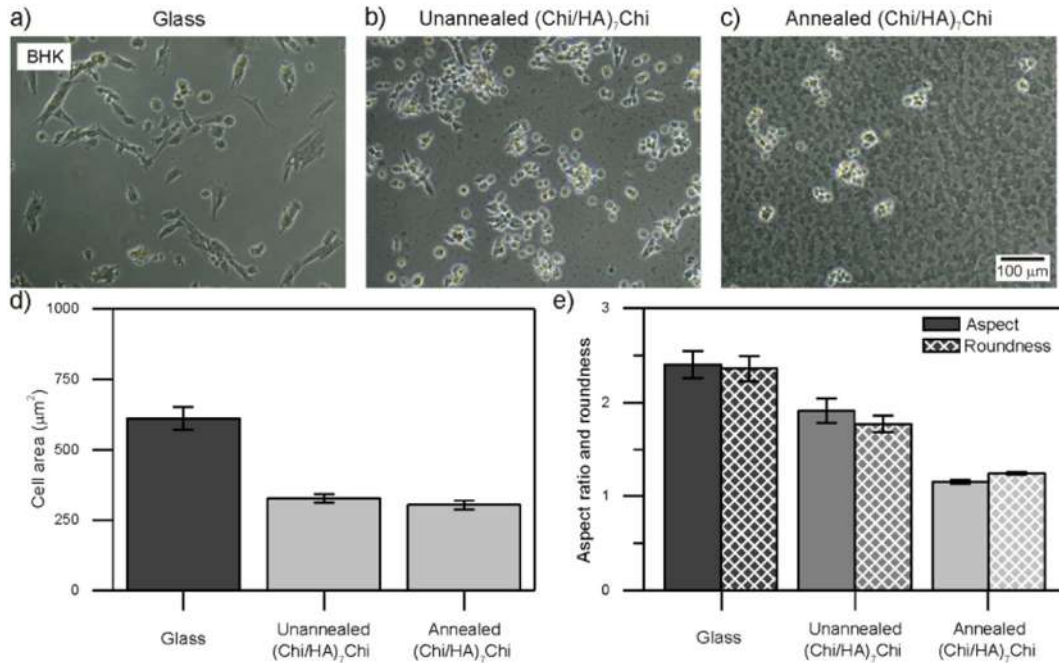 a) Glass
b) Unannealed (Chi/HA)₇Chi
c) Annealed (Chi/HA)₇Chi
BHK
100 μm
d)
1000
750
500
250
0
Cell area (μm²)
Glass
Unannealed
(Chi/HA)₇Chi
Annealed
(Chi/HA)₇Chi
e)
3
2
1
0
Aspect ratio and roundness
Aspect
Roundness
Glass
Unannealed
(Chi/HA)₇Chi
Annealed
(Chi/HA)₇Chi